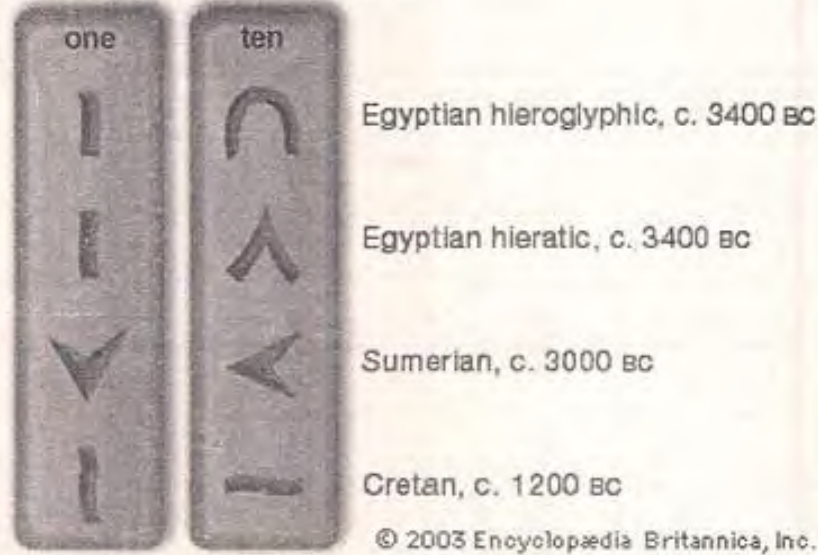 one ten
Egyptian hieroglyphic, c. 3400 BC
Egyptian hieratic, c. 3400 BC
Sumerian, c. 3000 BC
Cretan, c. 1200 BC
© 2003 Encyclopædia Britannica, Inc.